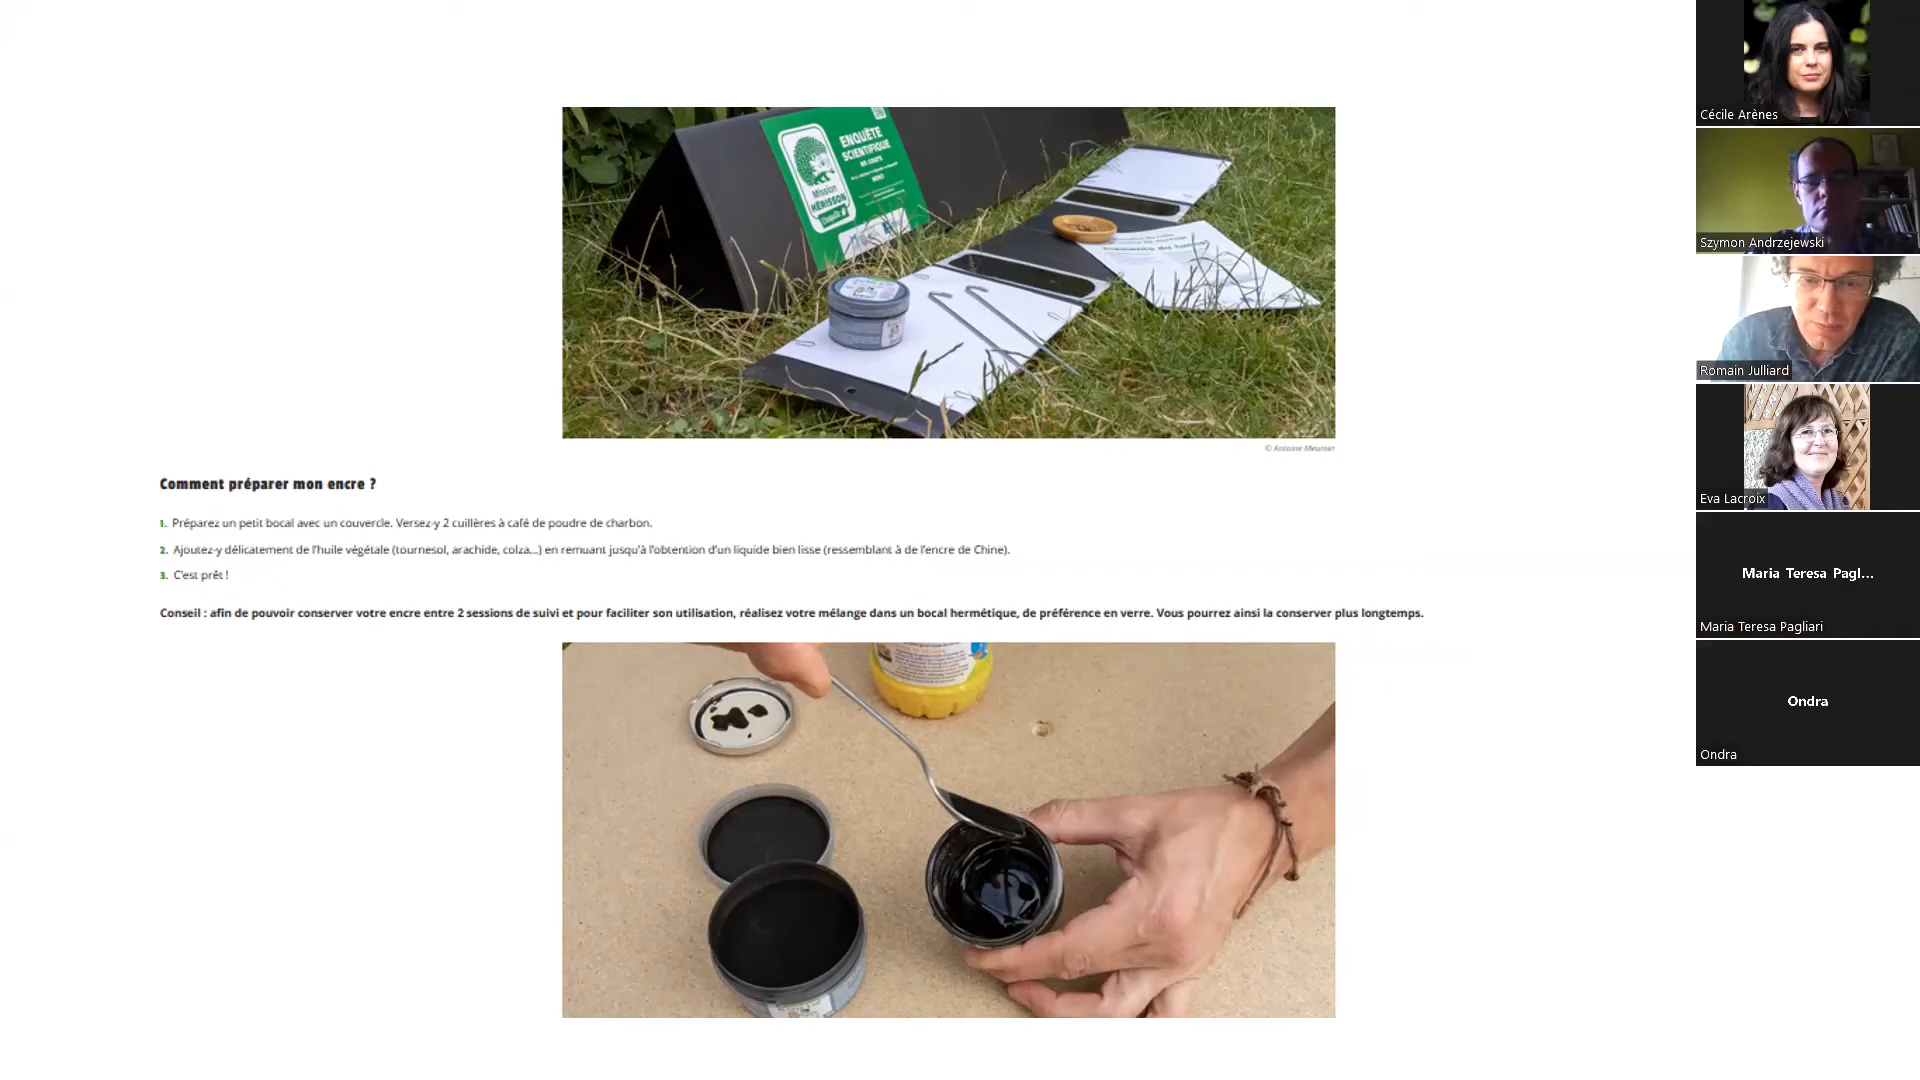 ENQUÊTE
SCIENTIFIQUE
EN COURS
MERCI
Mission
HÉRISSON
© Antoine Meunier
Comment préparer mon encre ?
1. Préparez un petit bocal avec un couvercle. Versez-y 2 cuillères à café de poudre de charbon.
2. Ajoutez-y délicatement de l'huile végétale (tournesol, arachide, colza...) en remuant jusqu'à l'obtention d'un liquide bien lisse (ressemblant à de l'encre de Chine).
3. C'est prêt !
Conseil : afin de pouvoir conserver votre encre entre 2 sessions de suivi et pour faciliter son utilisation, réalisez votre mélange dans un bocal hermétique, de préférence en verre. Vous pourrez ainsi la conserver plus longtemps.
Cécile Arènes
Szymon Andrzejewski
Romain Julliard
Eva Lacroix
Maria Teresa Pagl...
Maria Teresa Pagliari
Ondra
Ondra